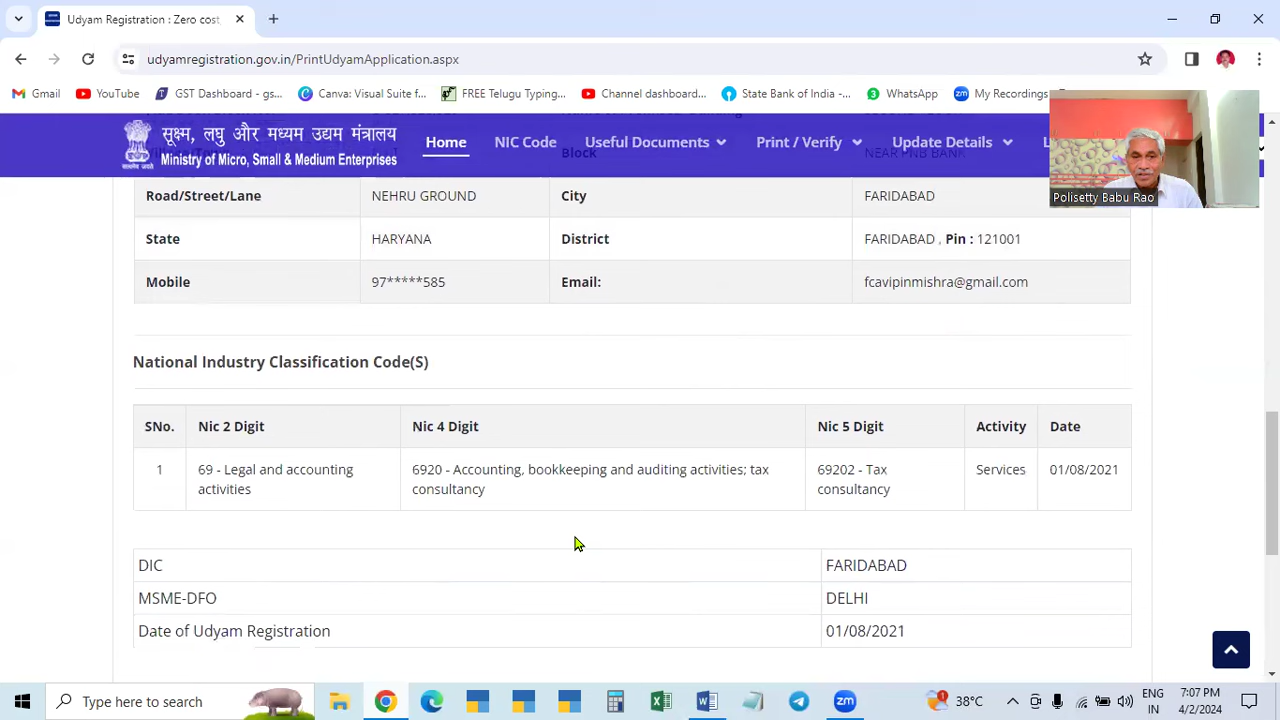 Udyam Registration : Zero cost
udyamregistration.gov.in/PrintUdyamApplication.aspx
Gmail YouTube GST Dashboard - gs... Canva: Visual Suite f... FREE Telugu Typing... Channel dashboard... State Bank of India -... WhatsApp My Recordings
सूक्ष्म, लघु और मध्यम उद्यम मंत्रालय
Ministry of Micro, Small & Medium Enterprises
Home NIC Code Useful Documents Print / Verify Update Details L
Block NEAR PNB BANK
Polisetty Babu Rao
Road/Street/Lane NEHRU GROUND City FARIDABAD
State HARYANA District FARIDABAD , Pin : 121001
Mobile 97*****585 Email: fcavipinmishra@gmail.com
National Industry Classification Code(S)
SNo. Nic 2 Digit Nic 4 Digit Nic 5 Digit Activity Date
1 69 - Legal and accounting activities 6920 - Accounting, bookkeeping and auditing activities; tax consultancy 69202 - Tax consultancy Services 01/08/2021
DIC FARIDABAD
MSME-DFO DELHI
Date of Udyam Registration 01/08/2021
Type here to search
38°C
ENG
IN
7:07 PM
4/2/2024